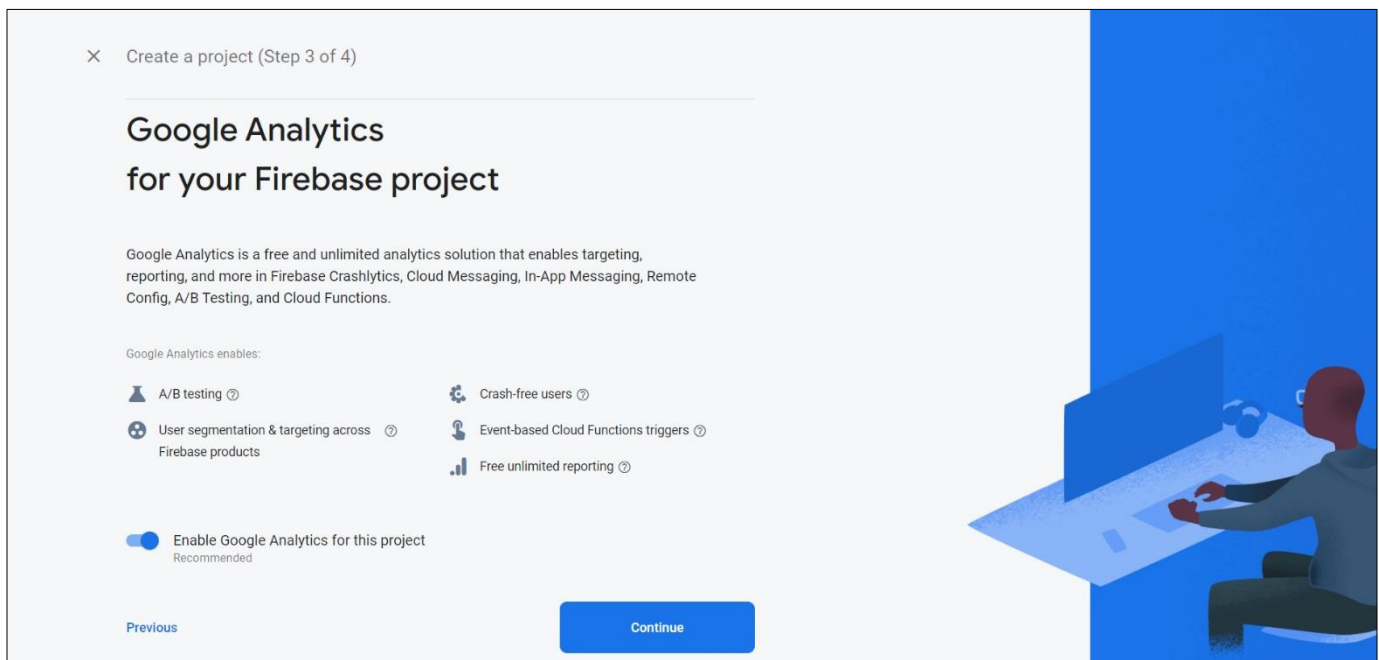 Create a project (Step 3 of 4)
Google Analytics
for your Firebase project
Google Analytics is a free and unlimited analytics solution that enables targeting,
reporting, and more in Firebase Crashlytics, Cloud Messaging, In-App Messaging, Remote
Config, A/B Testing, and Cloud Functions.
Google Analytics enables:
A/B testing
User segmentation & targeting across
Firebase products
Crash-free users
Event-based Cloud Functions triggers
Free unlimited reporting
Enable Google Analytics for this project
Recommended
Previous
Continue